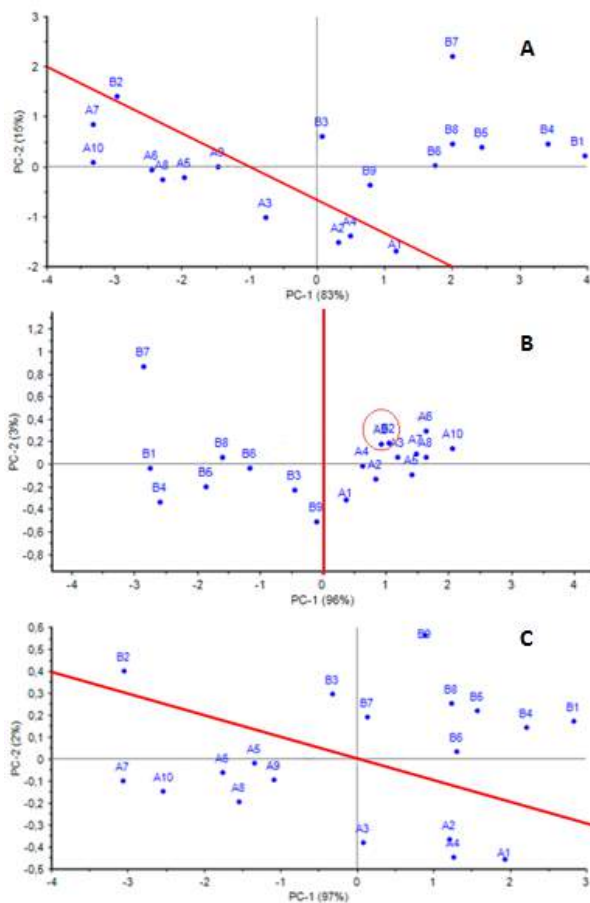 3
A
B7
2
B2
A7
1
B3
B8
B5
B4
B1
A10
A6
A8
A5
A9
B6
B9
0
A3
-1
A2
A4
A1
-2
-4 -3 -2 -1 0 1 2 3 4
PC-1 (83%)
PC-2 (15%)
1,2
B
B7
1
0,8
0,6
A6
0,4
B2
B1
B8
B6
A4
A3
A7
A8
A10
0,2
B4
B5
B3
A2
A5
0
B9
A1
-0,2
-0,4
-0,6
-0,8
-4 -3 -2 -1 0 1 2 3 4
PC-1 (96%)
PC-2 (3%)
0,6
B9
C
0,5
B2
0,4
B3
B7
B8
B5
B4
B1
0,3
0,2
B6
0,1
A7
A10
A6
A5
A9
0
A8
-0,1
-0,2
A3
A2
-0,3
A4
A1
-0,4
-0,5
-4 -3 -2 -1 0 1 2 3
PC-1 (97%)
PC-2 (2%)